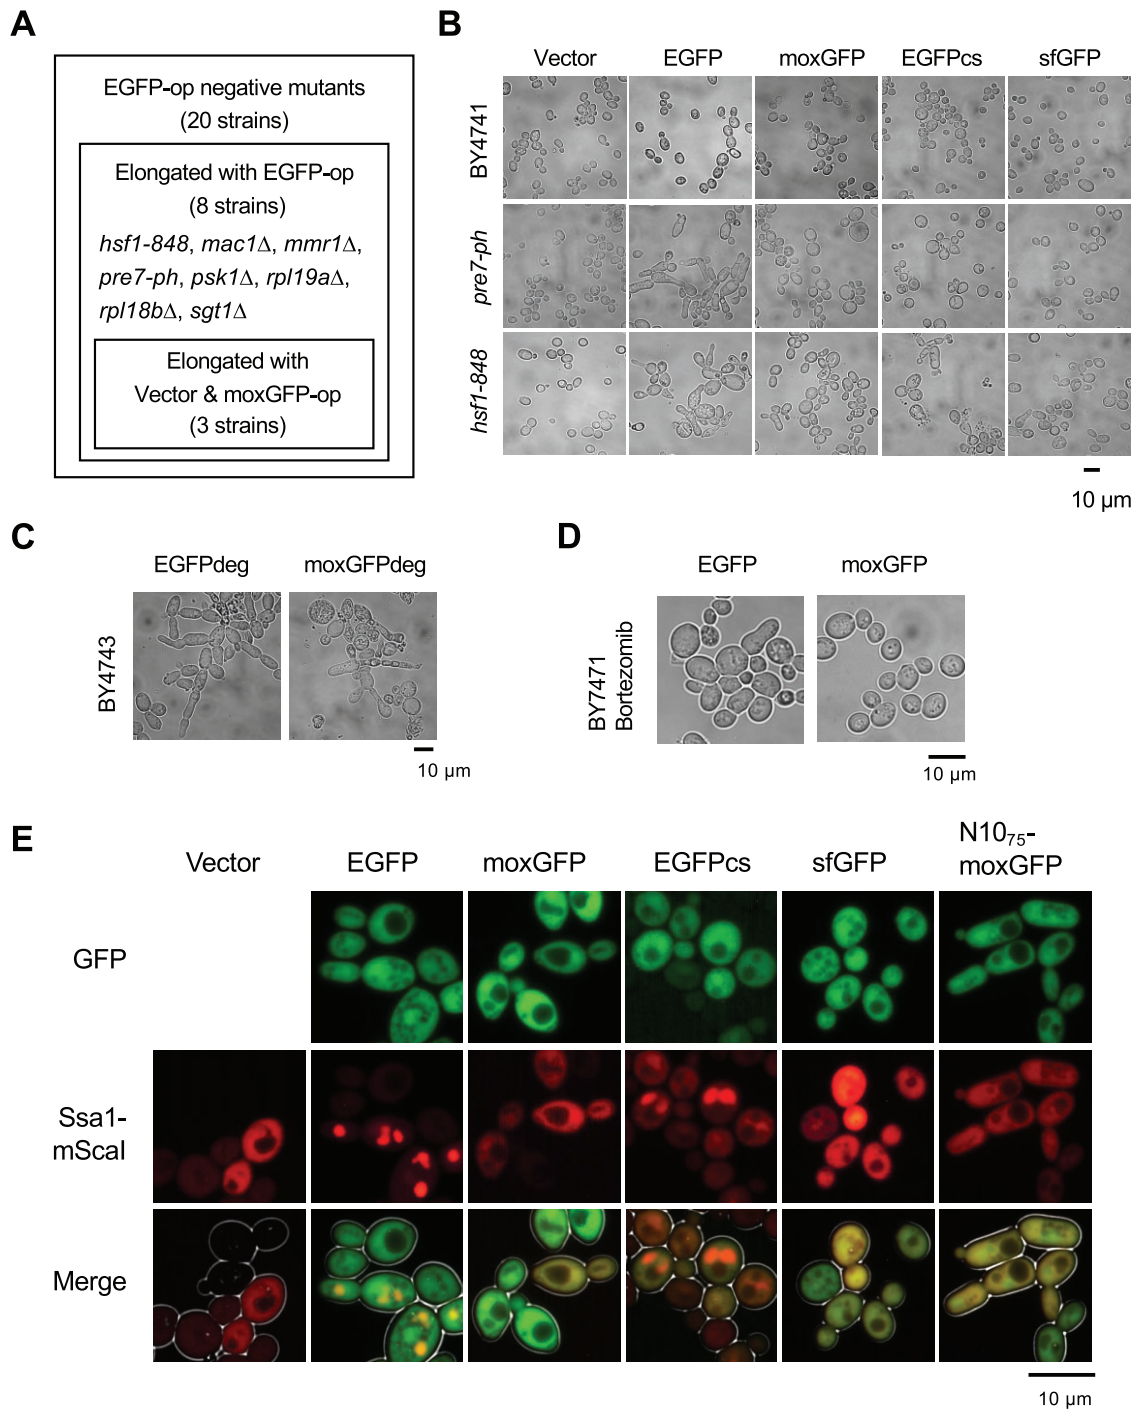 A
EGFP-op negative mutants
(20 strains)
Elongated with EGFP-op
(8 strains)
hsf1-848, mac1Δ, mmr1Δ,
pre7-ph, psk1Δ, rpl19aΔ,
rpl18bΔ, sgt1Δ
Elongated with
Vector & moxGFP-op
(3 strains)
B
Vector EGFP moxGFP EGFPcs sfGFP
BY4741
pre7-ph
hsf1-848
10 µm
C
EGFPdeg moxGFPdeg
BY4743
10 µm
D
EGFP moxGFP
BY7471
Bortezomib
10 µm
E
Vector EGFP moxGFP EGFPcs sfGFP
N10₇₅-
moxGFP
GFP
Ssa1-
mScaI
Merge
10 µm